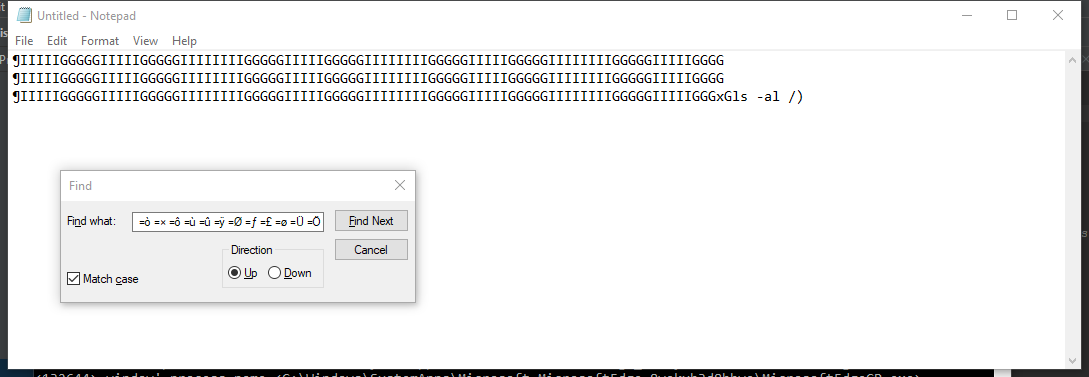 Untitled - Notepad
File Edit Format View Help
¶IIIIIGGGGGIIIIIGGGGGIIIIIIIIGGGGGIIIIIGGGGGIIIIIIIIGGGGGIIIIIGGGGGIIIIIIIIGGGGGIIIIIGGGG
¶IIIIIGGGGGIIIIIGGGGGIIIIIIIIGGGGGIIIIIGGGGGIIIIIIIIGGGGGIIIIIGGGGGIIIIIIIIGGGGGIIIIIGGGG
¶IIIIIGGGGGIIIIIGGGGGIIIIIIIIGGGGGIIIIIGGGGGIIIIIIIIGGGGGIIIIIGGGGGIIIIIIIIGGGGGIIIIIGGGxGls -al /)
Find
Find what: =ò =× =ô =ù =û =ÿ =Ø =ƒ =£ =ø =Ü =Ö Find Next
Direction Cancel
Up Down
Match case